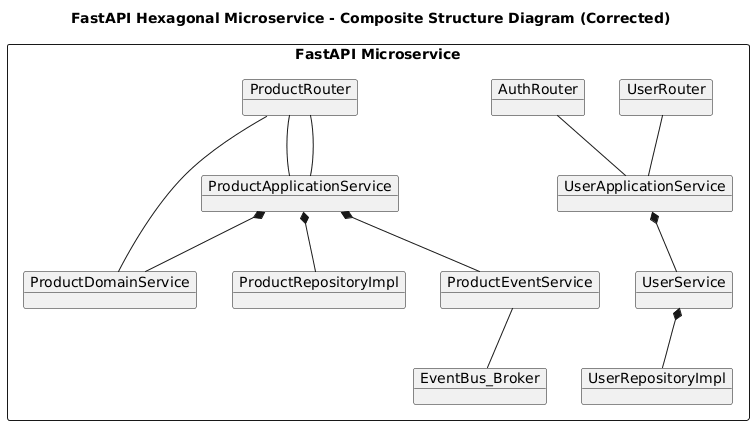 FastAPI Hexagonal Microservice - Composite Structure Diagram (Corrected)
FastAPI Microservice
ProductRouter
AuthRouter
UserRouter
ProductApplicationService
UserApplicationService
ProductDomainService
ProductRepositoryImpl
ProductEventService
UserService
EventBus_Broker
UserRepositoryImpl